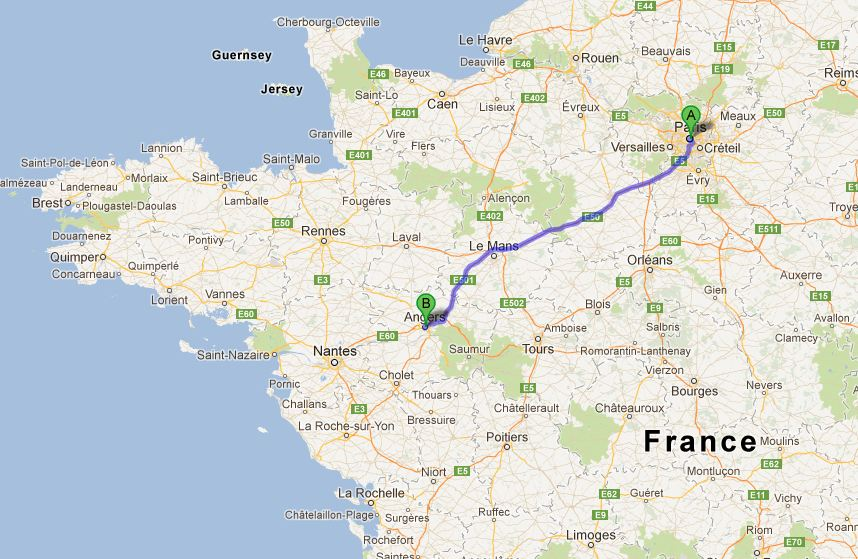 E44
Cherbourg-Octeville
Le Havre
Beauvais
E17
Guernsey
Deauville
E46
Rouen
E19
Reims
E46
Bayeux
Jersey
Saint-Lo
Caen
Lisieux
E402
Évreux
E5
A
Paris
Meaux
E50
E401
Granville
Vire
Flers
Versailles
Créteil
Lannion
Saint-Malo
E401
E5
Saint-Pol-de-Léon
Morlaix
Saint-Brieuc
Évry
almézeau
Landerneau
Brest
Plougastel-Daoulas
Lamballe
Fougères
Alençon
E15
E402
E50
Troye
E50
Rennes
Laval
Le Mans
E60
E511
Douarnenez
Pontivy
Quimper
Quimperlé
Concarneau
E3
E501
Orléans
Auxerre
Lorient
Vannes
B
E502
Blois
E15
E60
Angers
Salbris
Avallon
E60
Amboise
Clamecy
Saint-Nazaire
Nantes
Saumur
Tours
Romorantin-Lanthenay
Vierzon
Pornic
Cholet
E5
Bourges
Nevers
Challans
E3
Thouars
Châtellerault
Châteauroux
La Roche-sur-Yon
Bressuire
Poitiers
France
Moulins
E62
Niort
E5
Montluçon
La Rochelle
E62
Guéret
E11
Vichy
Châtelaillon-Plage
Surgères
Ruffec
E9
Roann
Rochefort
Limoges
E70
Riom